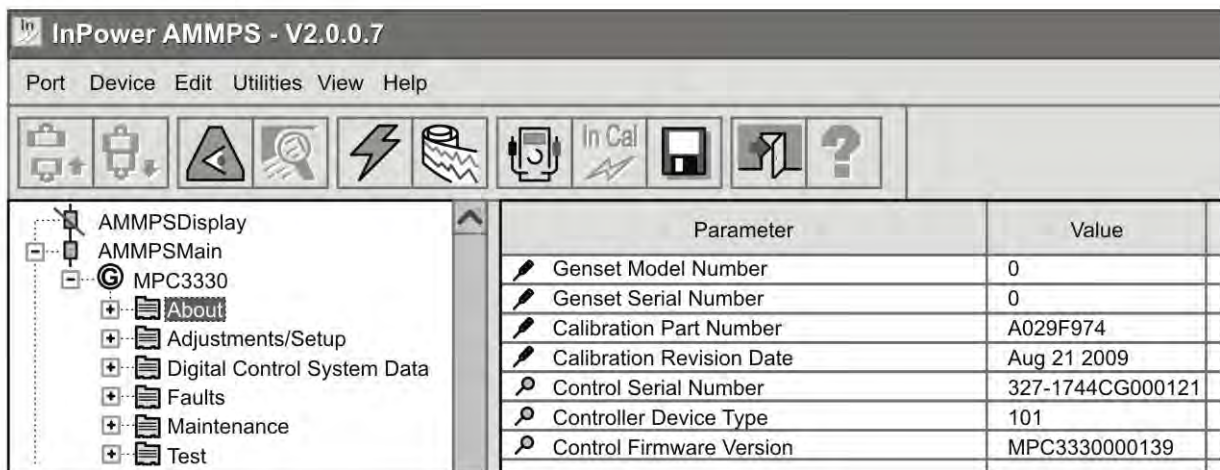 In
InPower AMMPS - V2.0.0.7
Port Device Edit Utilities View Help
In Cal
?
AMMPSDisplay
AMMPSMain
G MPC3330
About
Adjustments/Setup
Digital Control System Data
Faults
Maintenance
Test
Parameter Value
Genset Model Number 0
Genset Serial Number 0
Calibration Part Number A029F974
Calibration Revision Date Aug 21 2009
Control Serial Number 327-1744CG000121
Controller Device Type 101
Control Firmware Version MPC3330000139